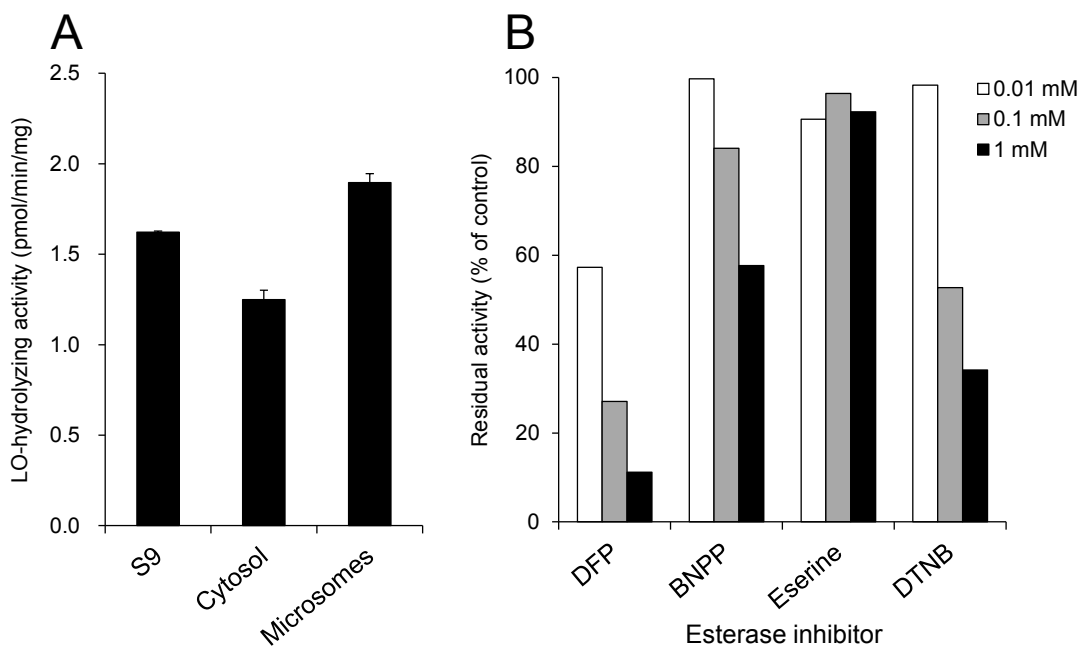 A
LO-hydrolyzing activity (pmol/min/mg)
2.5
2.0
1.5
1.0
0.5
0.0
S9
Cytosol
Microsomes
B
Residual activity (% of control)
100
80
60
40
20
0
0.01 mM
0.1 mM
1 mM
DFP
BNPP
Eserine
DTNB
Esterase inhibitor